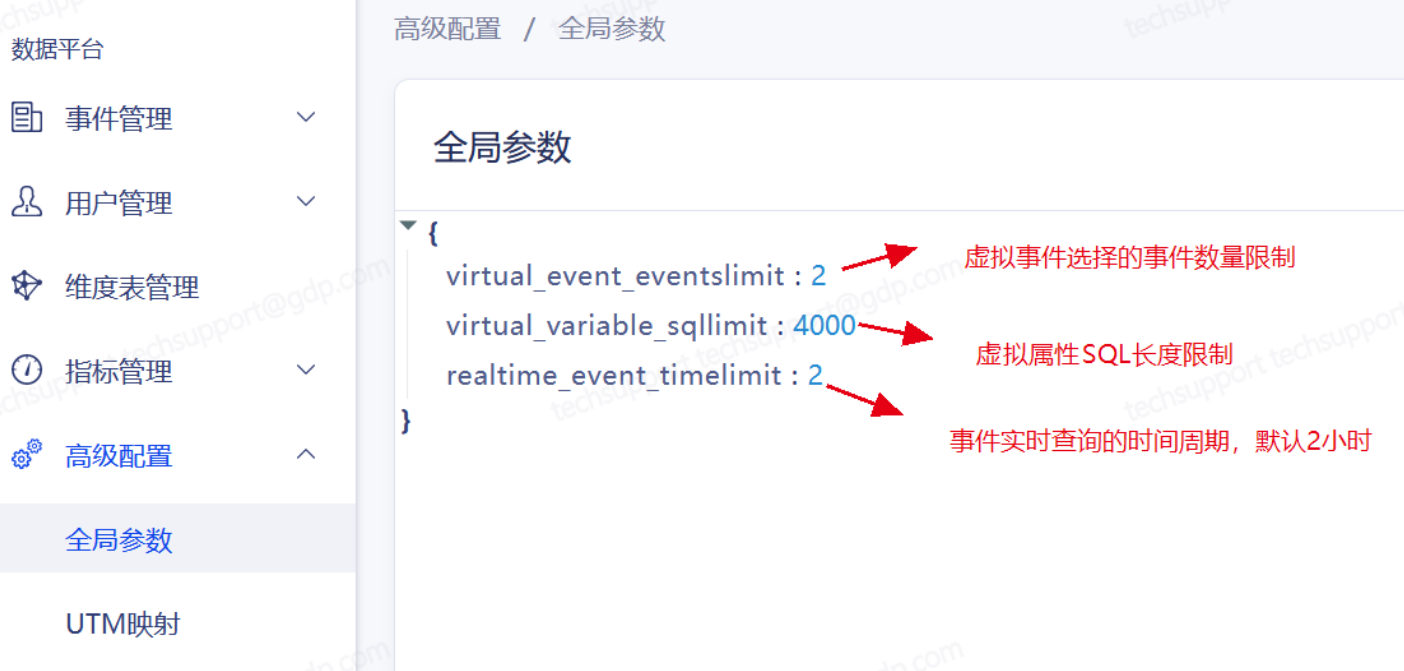 数据平台
事件管理
用户管理
维度表管理
指标管理
高级配置
全局参数
UTM映射
高级配置 / 全局参数
全局参数
{
virtual_event_eventslimit : 2
虚拟事件选择的事件数量限制
virtual_variable_sqllimit : 4000
虚拟属性SQL长度限制
realtime_event_timelimit : 2
事件实时查询的时间周期，默认2小时
}
techsupport@gdp.com